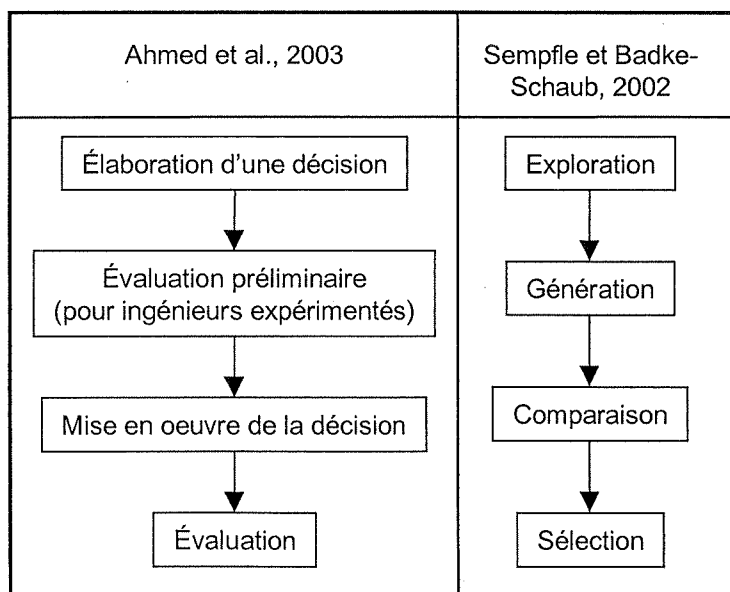 Ahmed et al., 2003
Sempfle et Badke-
Schaub, 2002
Élaboration d'une décision
Évaluation préliminaire
(pour ingénieurs expérimentés)
Mise en oeuvre de la décision
Évaluation
Exploration
Génération
Comparaison
Sélection